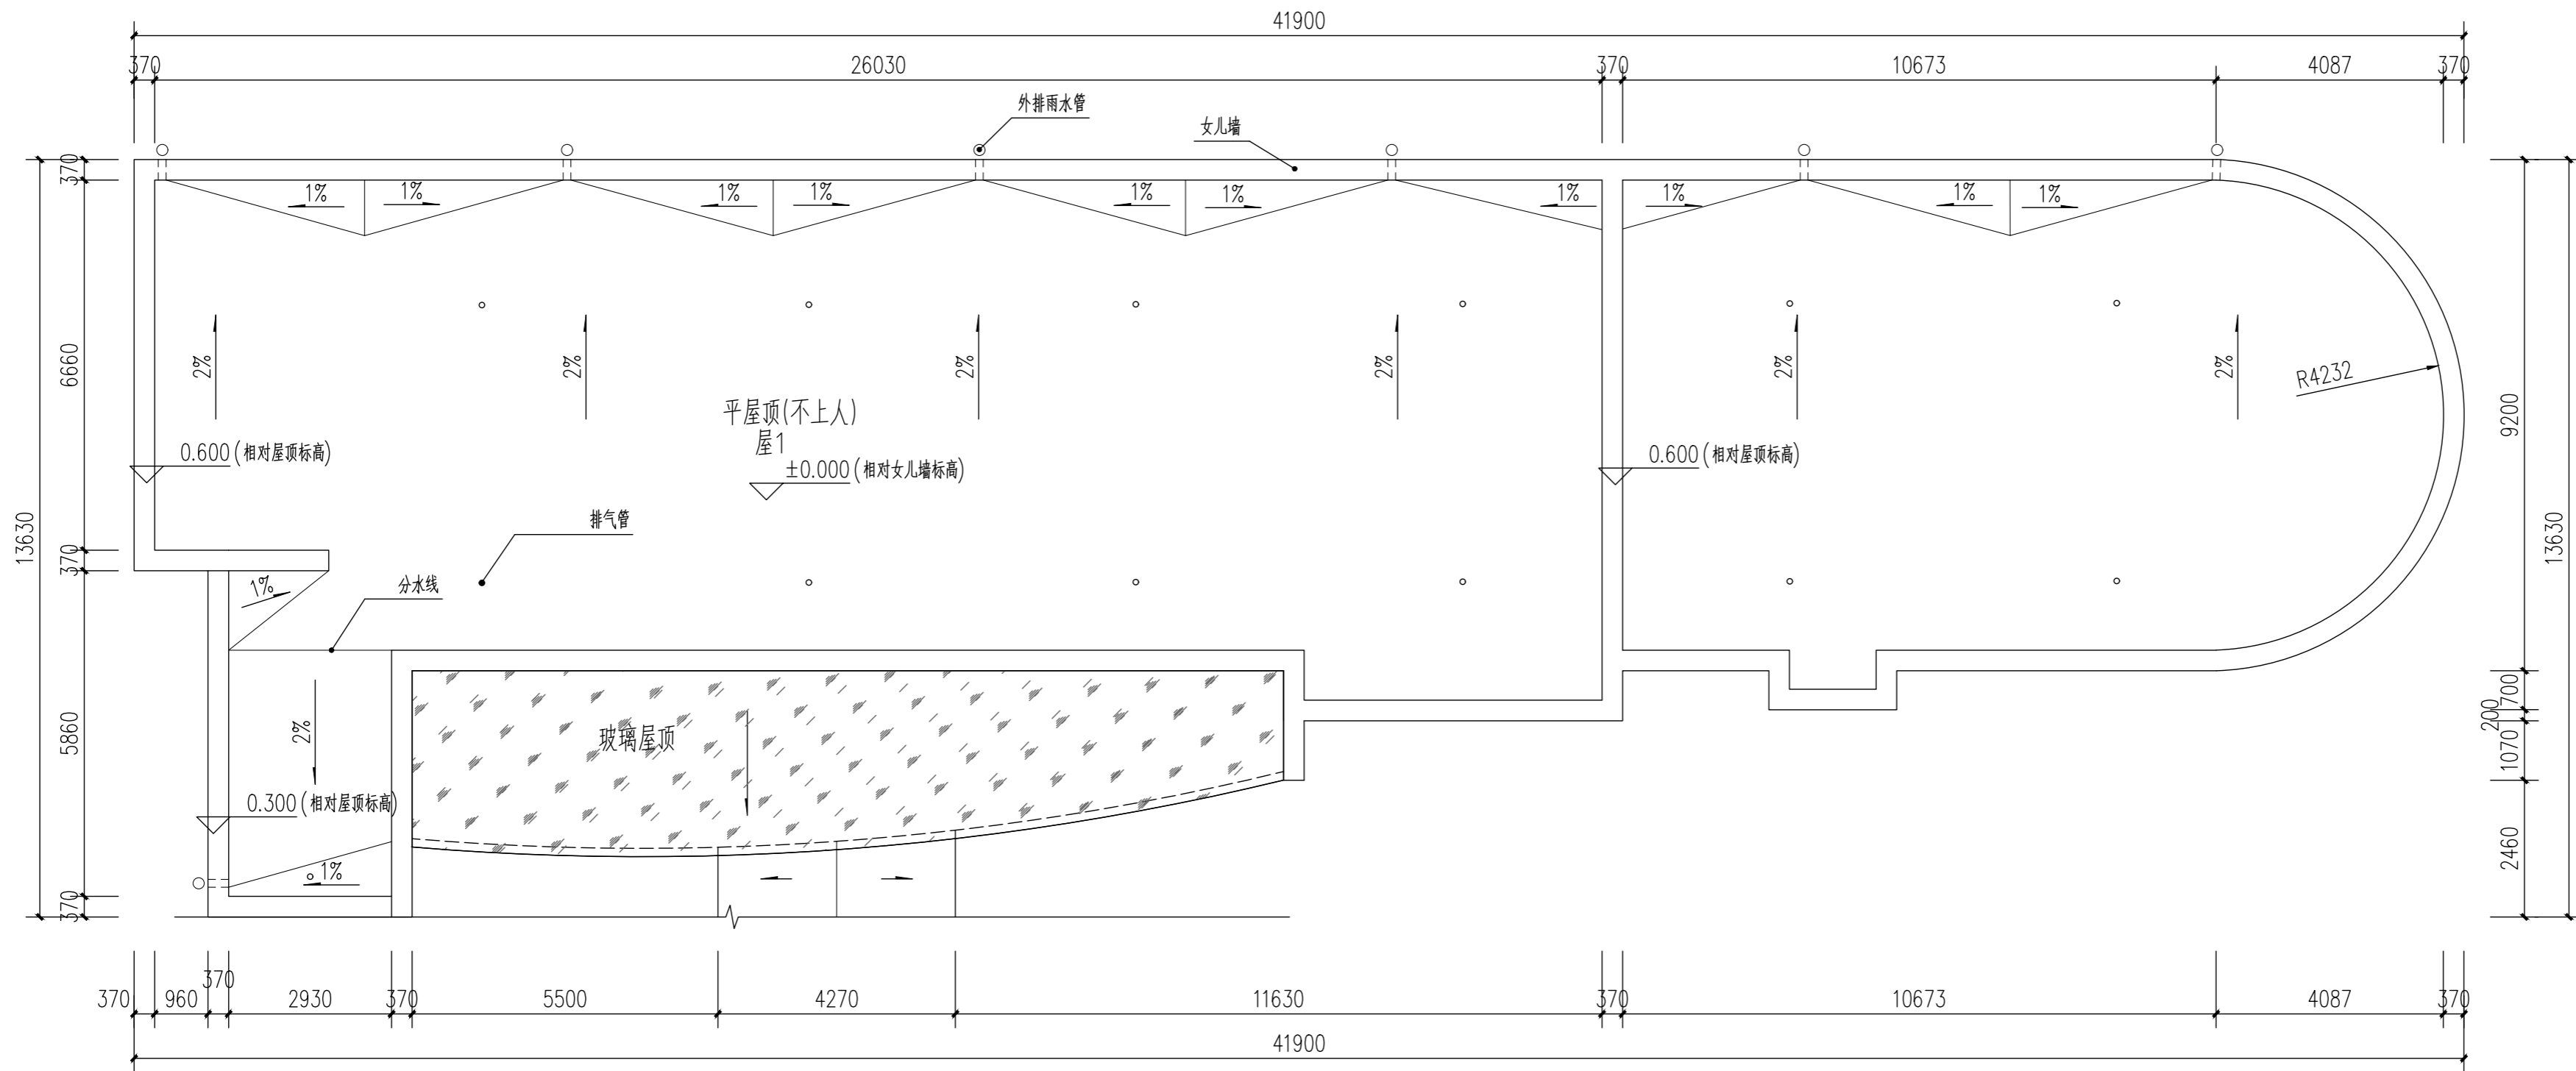 41900
370 26030 370 10673 4087 370
外排雨水管
女儿墙
370
1% 1% 1% 1% 1% 1% 1% 1% 1% 1%
6660
2% 2% 2% 2% 2% 2%
R4232
9200
平屋顶(不上人)
屋1
0.600(相对屋顶标高)
±0.000(相对女儿墙标高)
0.600(相对屋顶标高)
13630
13630
排气管
370
1%
分水线
700
200
5860
2%
玻璃屋顶
1070
0.300(相对屋顶标高)
2460
1%
370
370 960 370 2930 370 5500 4270 11630 370 10673 4087 370
41900